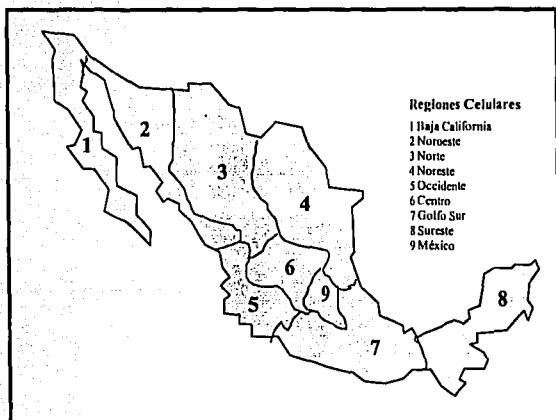 Regiones Celulares
1 Baja California
2 Noroeste
3 Norte
4 Noreste
5 Occidente
6 Centro
7 Golfo Sur
8 Sureste
9 México
1
2
3
4
5
6
9
7
8